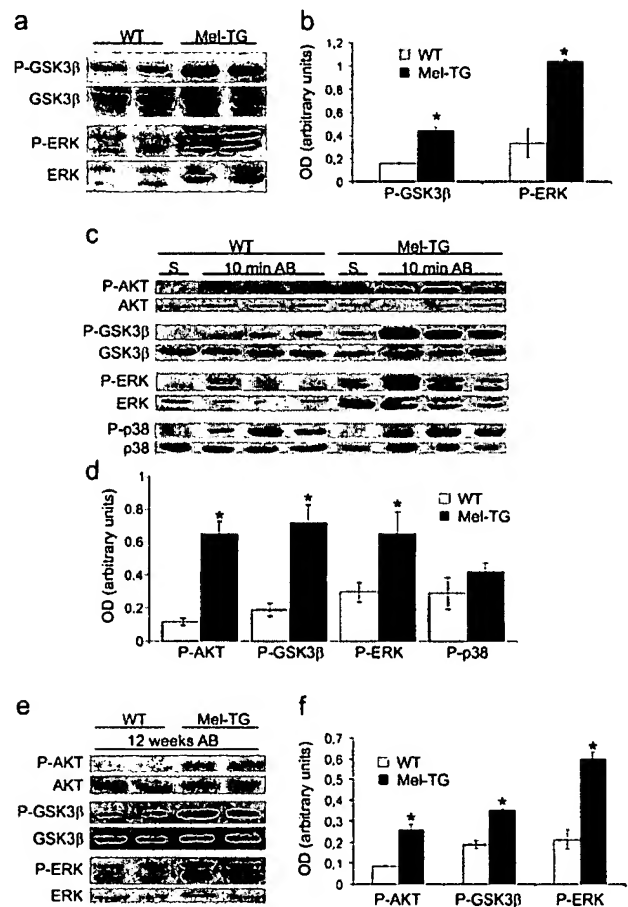 a
WT Mel-TG
P-GSK3β
GSK3β
P-ERK
ERK
b
OD (arbitrary units)
1,2
1
0,8
0,6
0,4
0,2
0
WT
Mel-TG
*
*
P-GSK3β P-ERK
c
WT Mel-TG
S. 10 min AB S. 10 min AB
P-AKT
AKT
P-GSK3β
GSK3β
P-ERK
ERK
P-p38
p38
d
OD (arbitrary units)
1
0.8
0.6
0.4
0.2
0
WT
Mel-TG
* * *
P-AKT P-GSK3β P-ERK P-p38
e
WT Mel-TG
12 weeks AB
P-AKT
AKT
P-GSK3β
GSK3β
P-ERK
ERK
f
OD (arbitrary units)
0,7
0,6
0,5
0,4
0,3
0,2
0,1
0
WT
Mel-TG
* * *
P-AKT P-GSK3β P-ERK